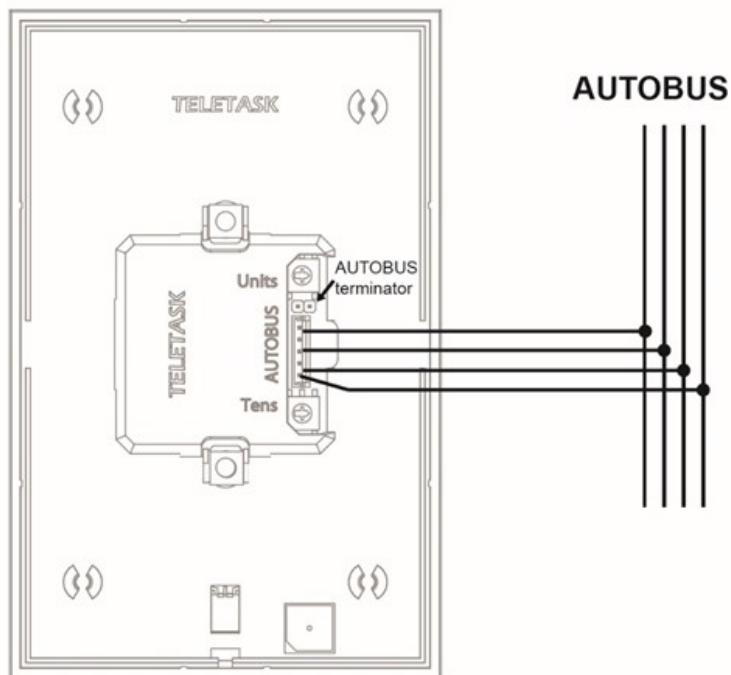 TELETASK
AUTOBUS
Units
AUTOBUS
terminator
TELETASK
AUTOBUS
Tens